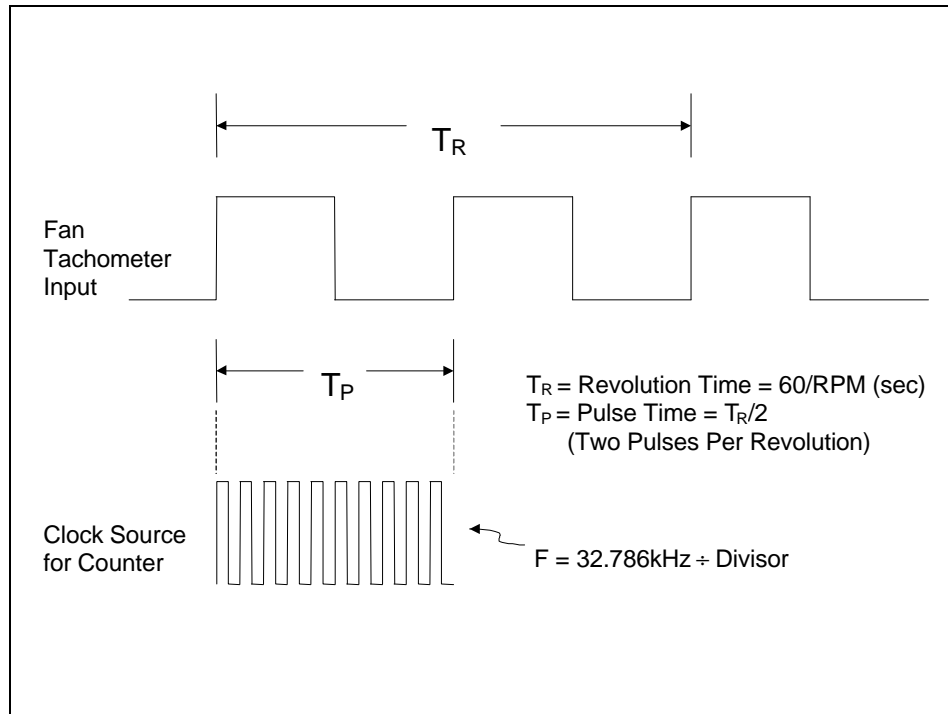 T_R
Fan
Tachometer
Input
T_P
T_R = Revolution Time = 60/RPM (sec)
T_P = Pulse Time = T_R/2
(Two Pulses Per Revolution)
Clock Source
for Counter
F = 32.786kHz ÷ Divisor